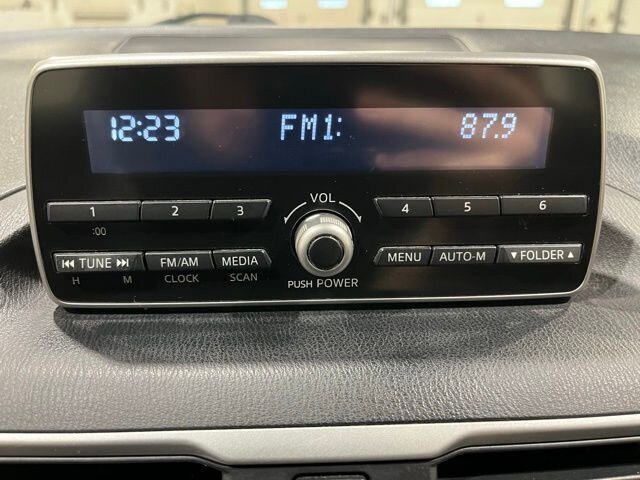 12:23 FM1: 87.9
VOL
1 2 3 4 5 6
:00
⏮ TUNE ⏭ FM/AM MEDIA MENU AUTO-M ▼FOLDER▲
H M CLOCK SCAN
PUSH POWER